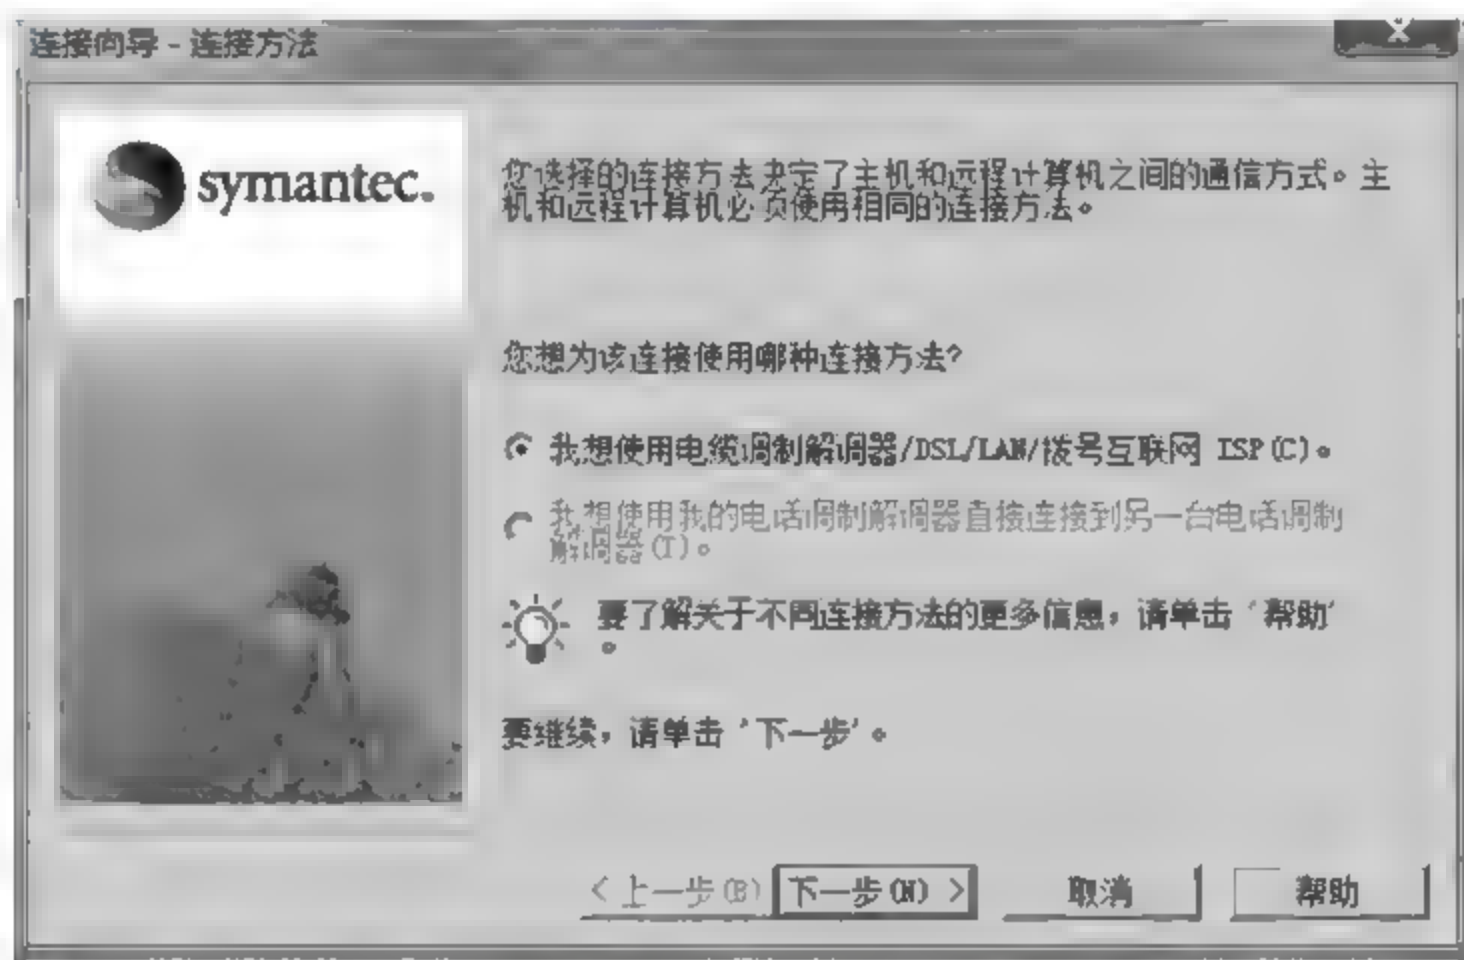 连接向导 - 连接方法
symantec.
您选择的连接方法决定了主机和远程计算机之间的通信方式。主
机和远程计算机必须使用相同的连接方法。
您想为该连接使用哪种连接方法?
我想使用电缆调制解调器/DSL/LAN/拨号互联网 ISP(C)。
我想使用我的电话调制解调器直接连接到另一台电话调制
解调器(T)。
要了解关于不同连接方法的更多信息，请单击‘帮助’
。
要继续，请单击‘下一步’。
< 上一步(B) 下一步(N) > 取消 帮助